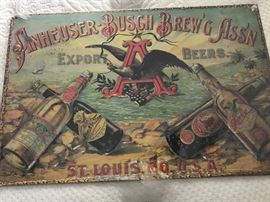 Anheuser-Busch Brew'g Ass'n
Export Beers.
A
St. Louis, Mo. U.S.A.